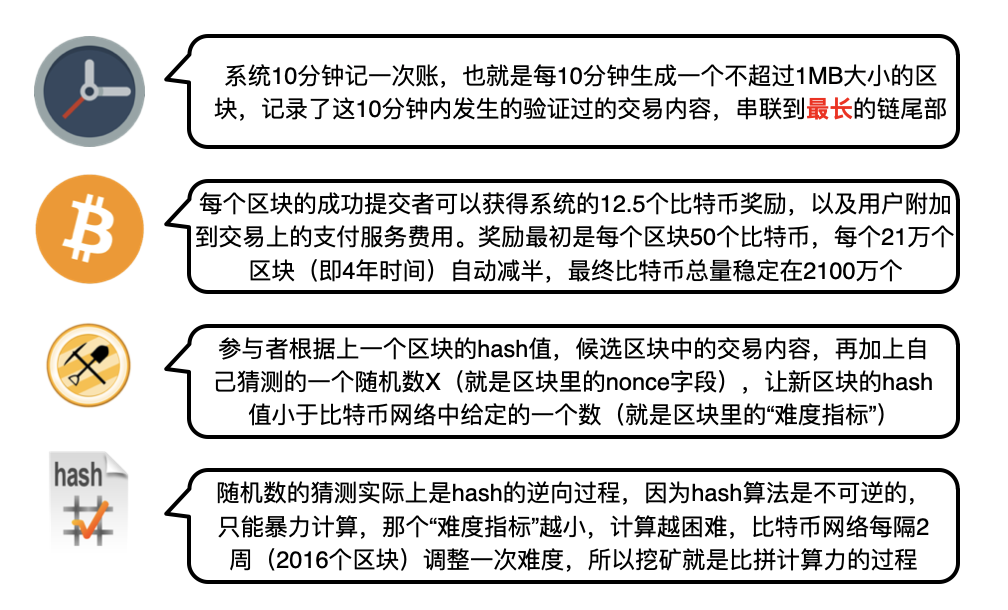 系统10分钟记一次账，也就是每10分钟生成一个不超过1MB大小的区
块，记录了这10分钟内发生的验证过的交易内容，串联到最长的链尾部
每个区块的成功提交者可以获得系统的12.5个比特币奖励，以及用户附加
到交易上的支付服务费用。奖励最初是每个区块50个比特币，每个21万个
区块（即4年时间）自动减半，最终比特币总量稳定在2100万个
参与者根据上一个区块的hash值，候选区块中的交易内容，再加上自
己猜测的一个随机数X（就是区块里的nonce字段），让新区块的hash
值小于比特币网络中给定的一个数（就是区块里的“难度指标”）
hash
随机数的猜测实际上是hash的逆向过程，因为hash算法是不可逆的，
只能暴力计算，那个“难度指标”越小，计算越困难，比特币网络每隔2
周（2016个区块）调整一次难度，所以挖矿就是比拼计算力的过程